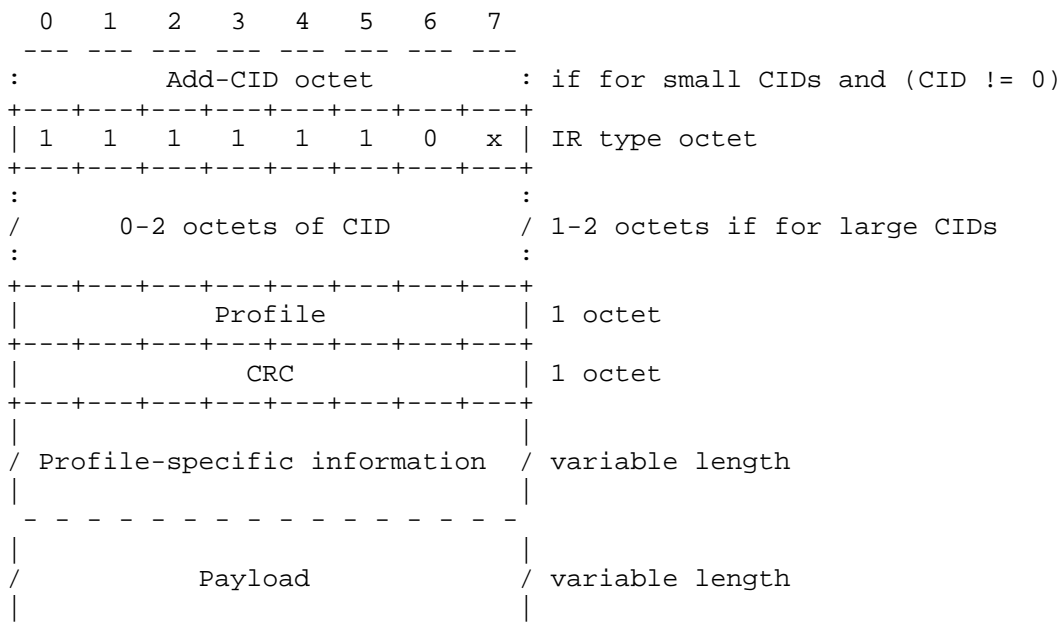 0   1   2   3   4   5   6   7
 --- --- --- --- --- --- --- ---
:         Add-CID octet         : if for small CIDs and (CID != 0)
+---+---+---+---+---+---+---+---+
| 1   1   1   1   1   1   0   x | IR type octet
+---+---+---+---+---+---+---+---+
:                               :
/      0-2 octets of CID        / 1-2 octets if for large CIDs
:                               :
+---+---+---+---+---+---+---+---+
|            Profile            | 1 octet
+---+---+---+---+---+---+---+---+
|              CRC              | 1 octet
+---+---+---+---+---+---+---+---+
|                               |
/ Profile-specific information  / variable length
|                               |
 - - - - - - - - - - - - - - - -
|                               |
/           Payload             / variable length
|                               |